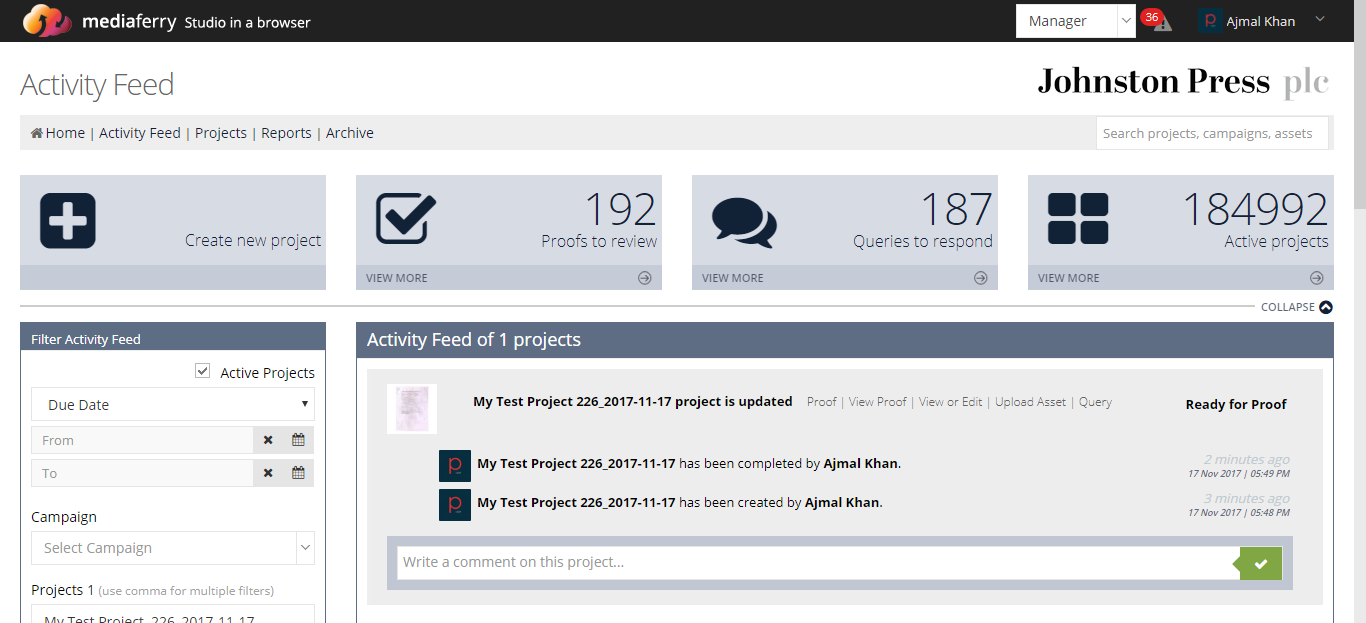 mediaferry Studio in a browser
Manager
36
Ajmal Khan
Activity Feed
Johnston Press plc
Home | Activity Feed | Projects | Reports | Archive
Search projects, campaigns, assets
Create new project
192
Proofs to review
VIEW MORE
187
Queries to respond
VIEW MORE
184992
Active projects
VIEW MORE
COLLAPSE
Filter Activity Feed
Active Projects
Due Date
From
To
Campaign
Select Campaign
Projects 1 (use comma for multiple filters)
My Test Project 226_2017-11-17
Activity Feed of 1 projects
My Test Project 226_2017-11-17 project is updated
Proof | View Proof | View or Edit | Upload Asset | Query
Ready for Proof
My Test Project 226_2017-11-17 has been completed by Ajmal Khan.
2 minutes ago
17 Nov 2017 | 05:49 PM
My Test Project 226_2017-11-17 has been created by Ajmal Khan.
3 minutes ago
17 Nov 2017 | 05:48 PM
Write a comment on this project...